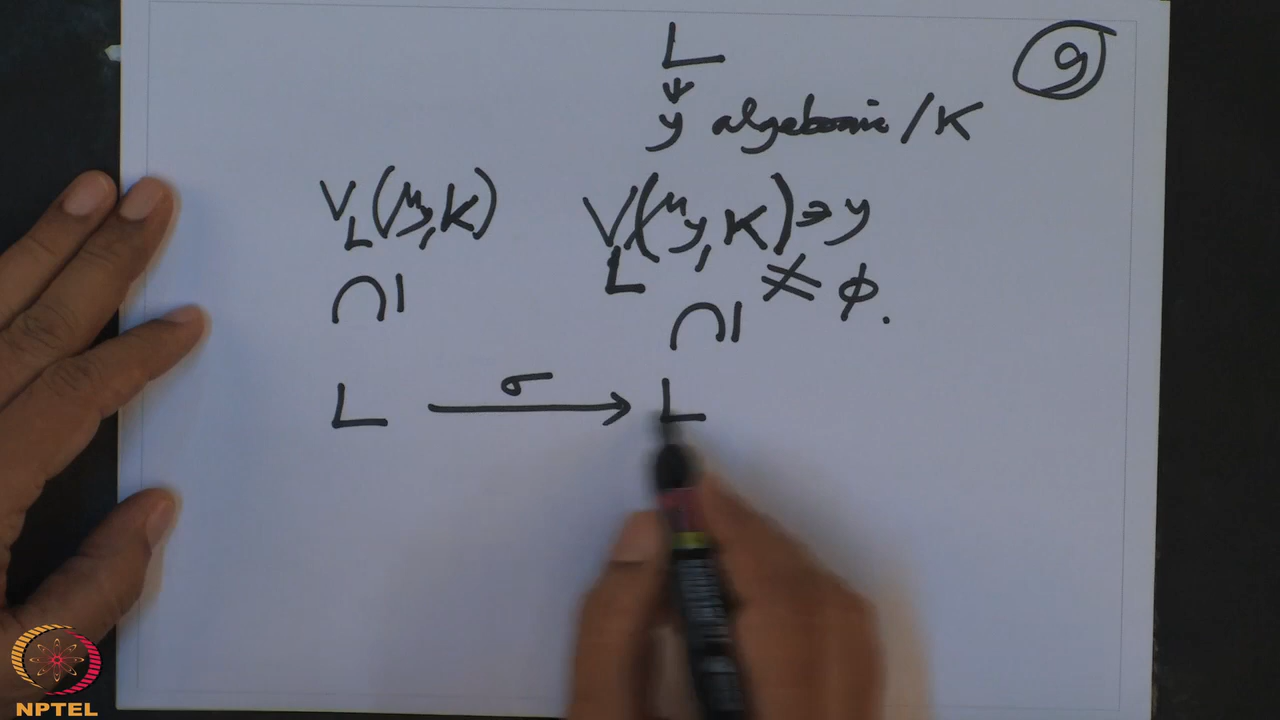 L
9
↓
y algebraic / K
V_L(μ_y, K) V_L(μ_y, K) ∋ y
≠ ϕ.
∩| ∩|
L —σ→ L
NPTEL